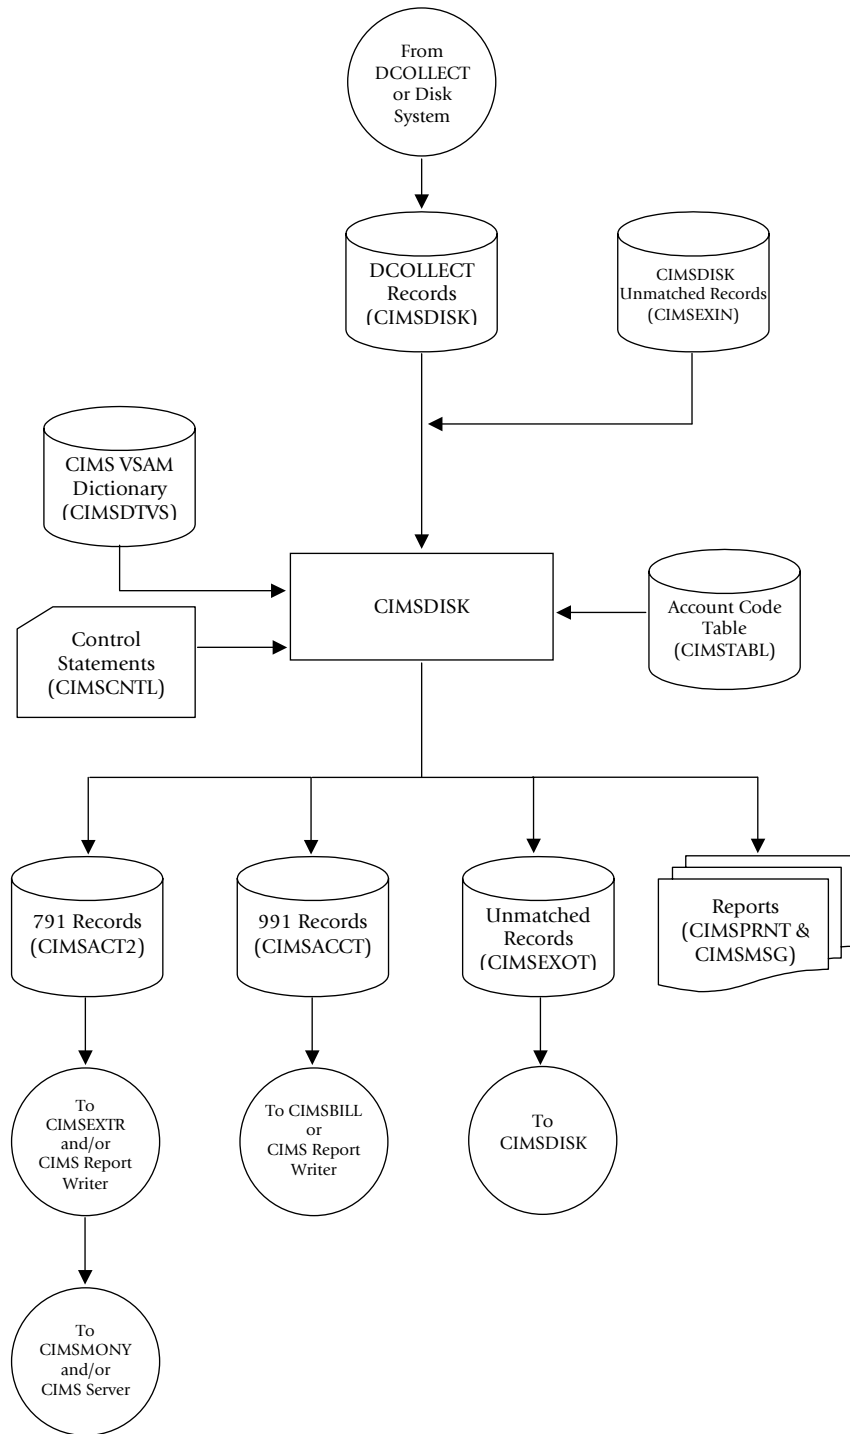 From
DCOLLECT
or Disk
System
DCOLLECT
Records
(CIMSDISK)
CIMSDISK
Unmatched Records
(CIMSEXIN)
CIMS VSAM
Dictionary
(CIMSDTVS)
CIMSDISK
Account Code
Table
(CIMSTABL)
Control
Statements
(CIMSCNTL)
791 Records
(CIMSACT2)
991 Records
(CIMSACCT)
Unmatched
Records
(CIMSEXOT)
Reports
(CIMSPRNT &
CIMSMSG)
To
CIMSEXTR
and/or
CIMS Report
Writer
To CIMSBILL
or
CIMS Report
Writer
To
CIMSDISK
To
CIMSMONY
and/or
CIMS Server